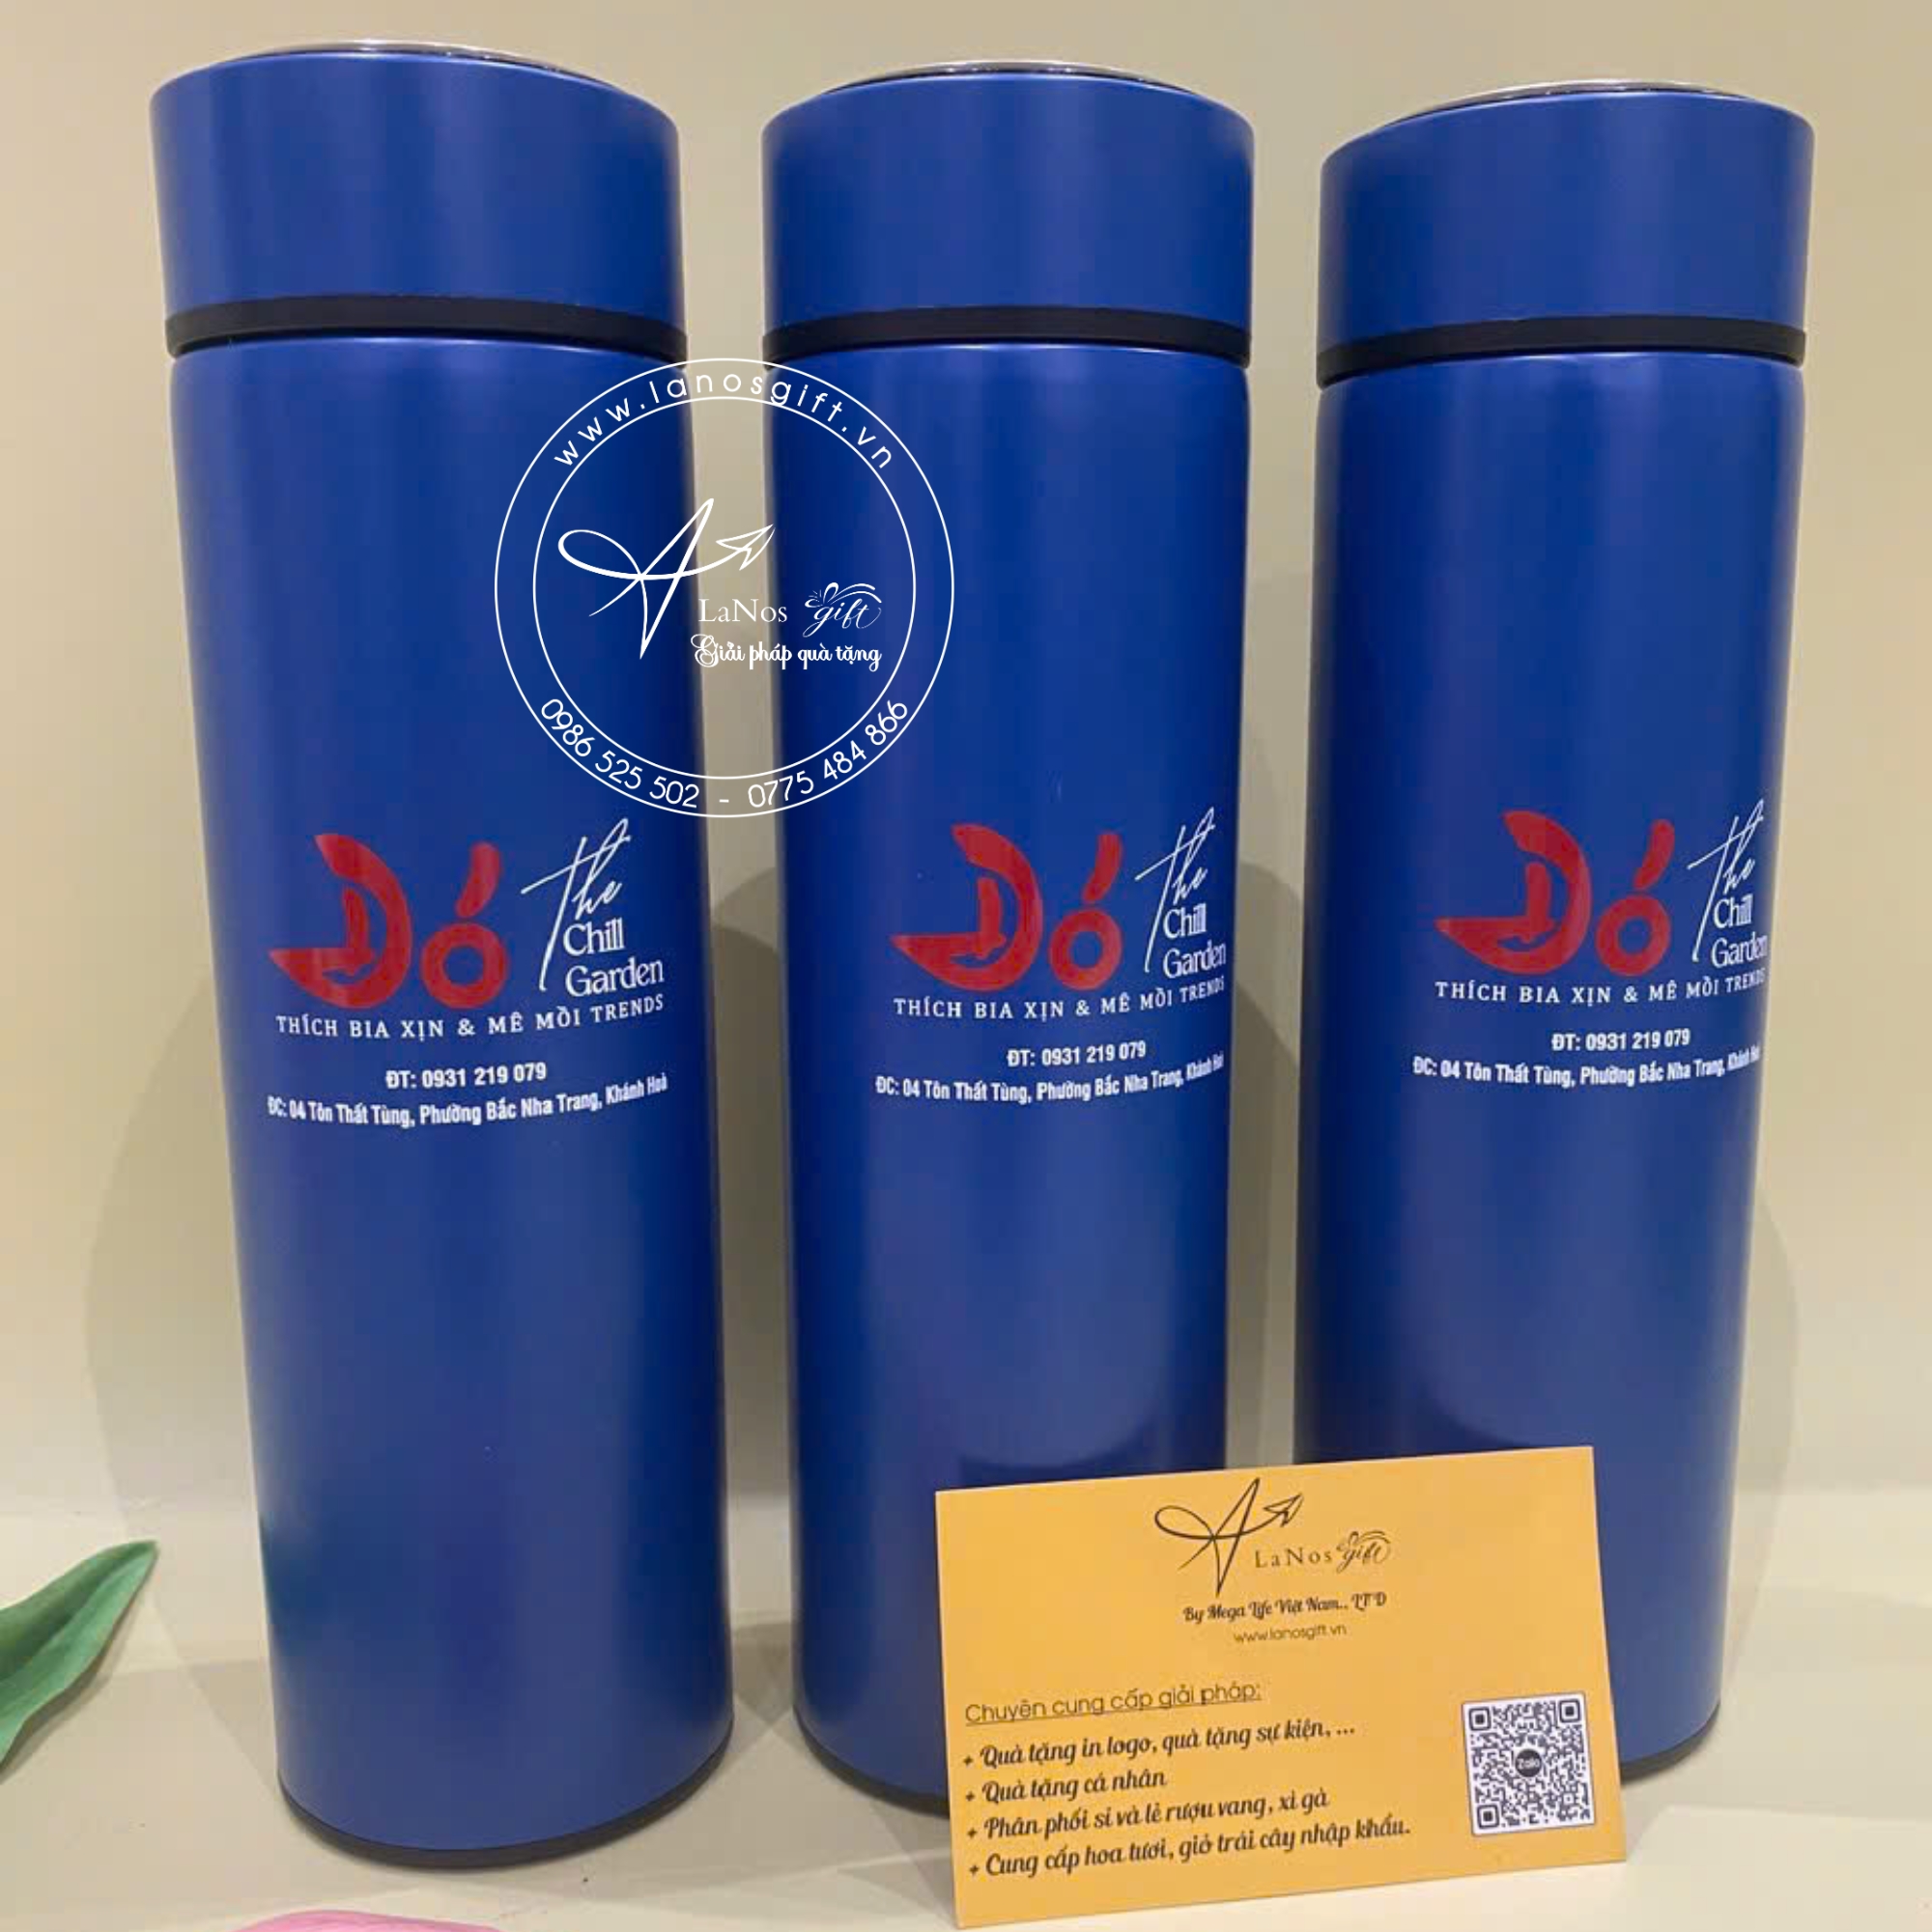 www.lanosgift.vn
LaNos gift
Giải pháp quà tặng
0986 525 502 - 0775 484 866
Đó The
Chill
Garden
THÍCH BIA XỊN & MÊ MỒI TRENDS
ĐT: 0931 219 079
ĐC: 04 Tôn Thất Tùng, Phường Bắc Nha Trang, Khánh Hoà
Đó The
Chill
Garden
THÍCH BIA XỊN & MÊ MỒI TRENDS
ĐT: 0931 219 079
ĐC: 04 Tôn Thất Tùng, Phường Bắc Nha Trang, Khánh Hoà
Đó The
Chill
Garden
THÍCH BIA XỊN & MÊ MỒI TRENDS
ĐT: 0931 219 079
ĐC: 04 Tôn Thất Tùng, Phường Bắc Nha Trang, Khánh
LaNos gift
By Mega Life Việt Nam., LTD
www.lanosgift.vn
Chuyên cung cấp giải pháp:
+ Quà tặng in logo, quà tặng sự kiện, ...
+ Quà tặng cá nhân
+ Phân phối sỉ và lẻ rượu vang, xì gà
+ Cung cấp hoa tươi, giỏ trái cây nhập khẩu.
Zalo